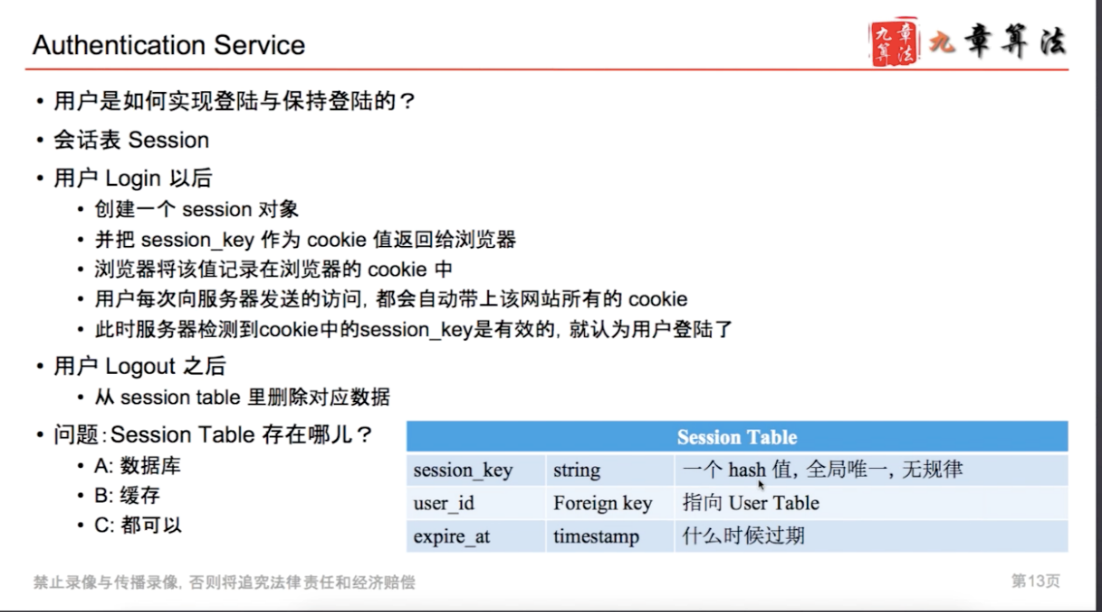 Authentication Service
九章算法
九章算法
• 用户是如何实现登陆与保持登陆的？
• 会话表 Session
• 用户 Login 以后
• 创建一个 session 对象
• 并把 session_key 作为 cookie 值返回给浏览器
• 浏览器将该值记录在浏览器的 cookie 中
• 用户每次向服务器发送的访问, 都会自动带上该网站所有的 cookie
• 此时服务器检测到cookie中的session_key是有效的, 就认为用户登陆了
• 用户 Logout 之后
• 从 session table 里删除对应数据
• 问题：Session Table 存在哪儿？
• A: 数据库
• B: 缓存
• C: 都可以
Session Table
session_key string 一个 hash 值, 全局唯一, 无规律
user_id Foreign key 指向 User Table
expire_at timestamp 什么时候过期
禁止录像与传播录像, 否则将追究法律责任和经济赔偿
第13页